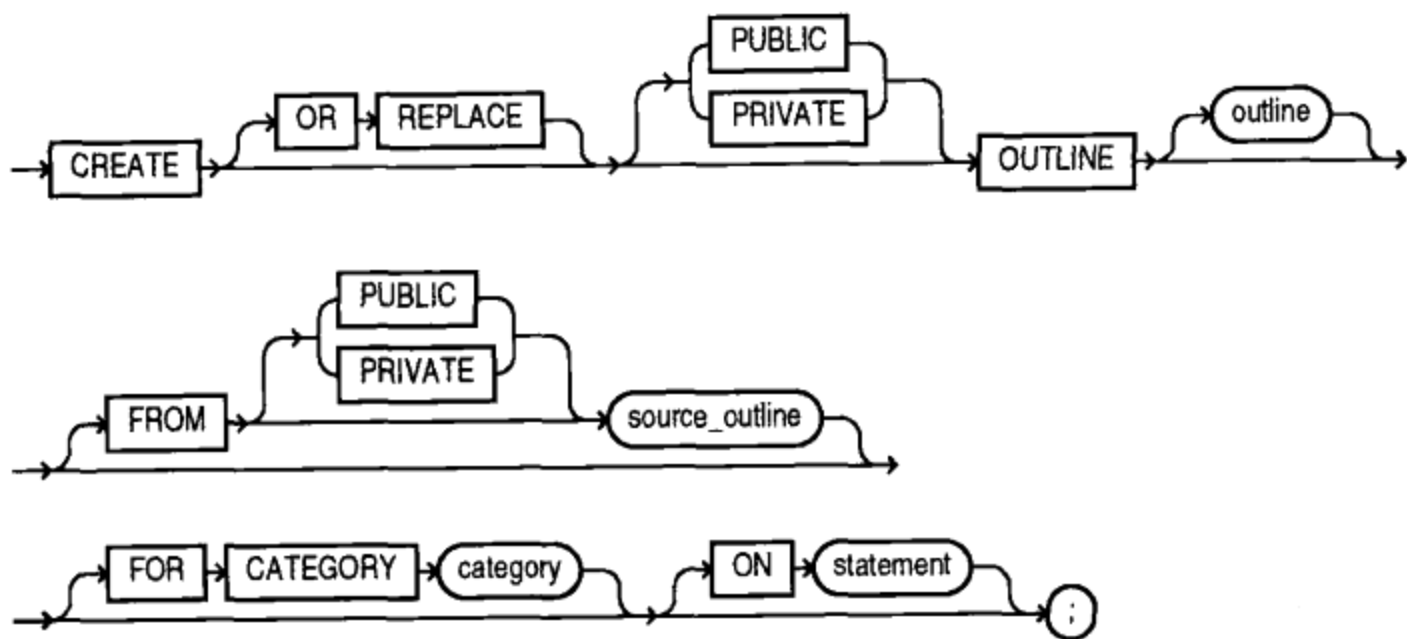 PUBLIC
OR REPLACE PRIVATE outline
CREATE OUTLINE
PUBLIC
PRIVATE
FROM source_outline
FOR CATEGORY category ON statement
;